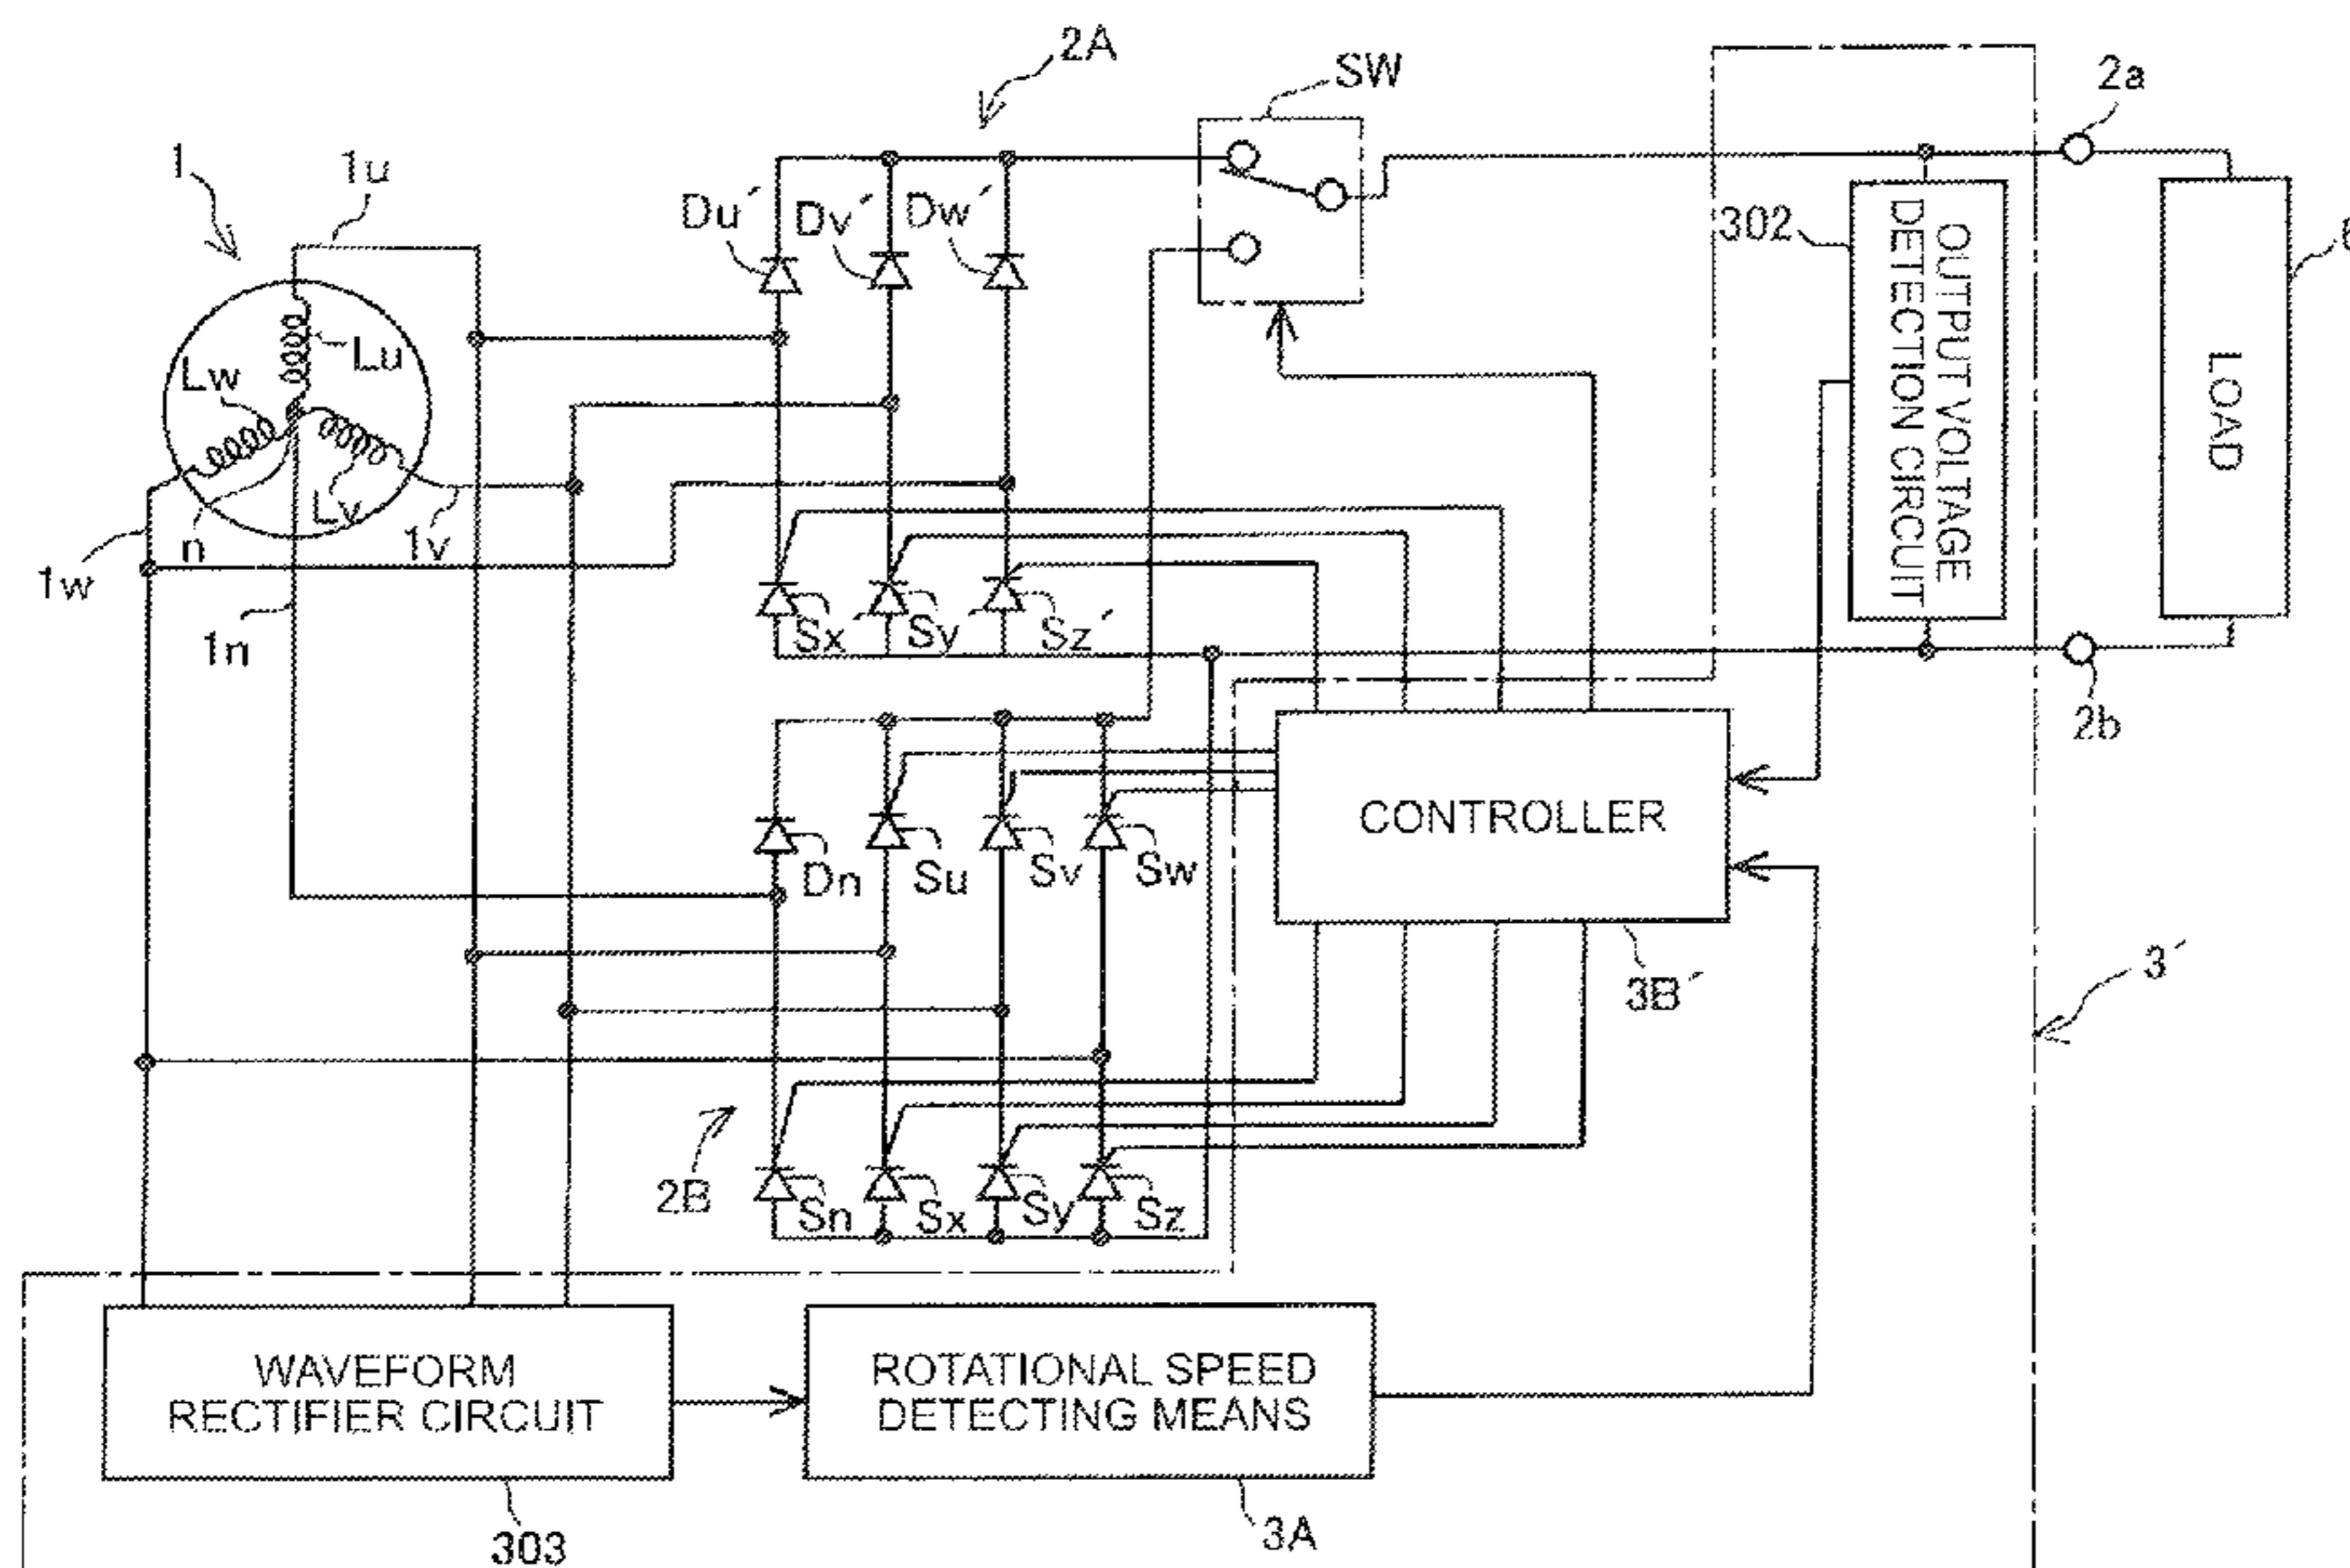 2A
SW
2a
1
1u
Du´
Dv´
Dw´
302
OUTPUT VOLTAGE
DETECTION CIRCUIT
LOAD
Lw
Lu
Lv
n
1v
1w
1n
Sx´
Sy´
Sz´
2b
CONTROLLER
Dn
Su
Sv
Sw
3B´
3´
2B
Sn
Sx
Sy
Sz
WAVEFORM
RECTIFIER CIRCUIT
ROTATIONAL SPEED
DETECTING MEANS
303
3A